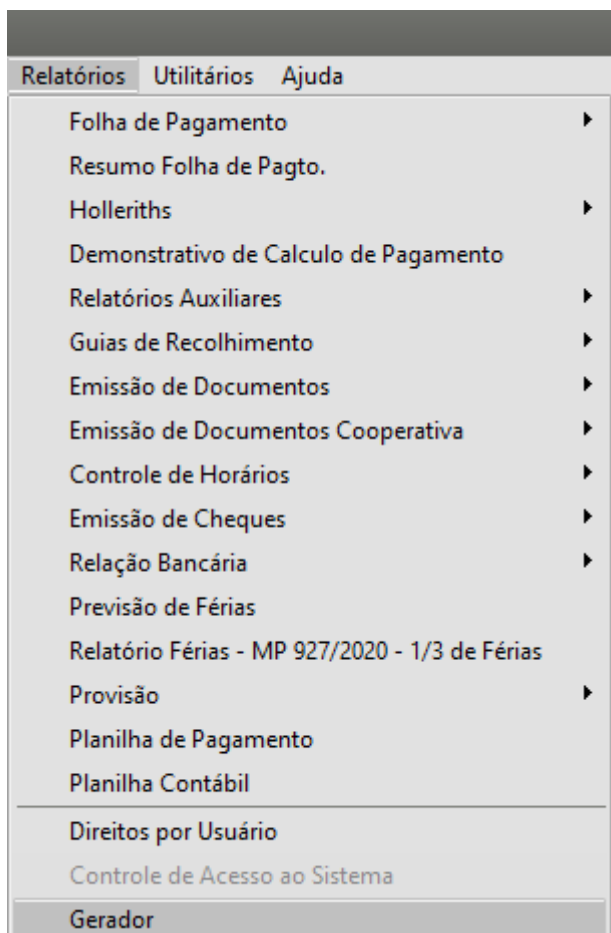 Relatórios Utilitários Ajuda
Folha de Pagamento
Resumo Folha de Pagto.
Holleriths
Demonstrativo de Calculo de Pagamento
Relatórios Auxiliares
Guias de Recolhimento
Emissão de Documentos
Emissão de Documentos Cooperativa
Controle de Horários
Emissão de Cheques
Relação Bancária
Previsão de Férias
Relatório Férias - MP 927/2020 - 1/3 de Férias
Provisão
Planilha de Pagamento
Planilha Contábil
Direitos por Usuário
Controle de Acesso ao Sistema
Gerador